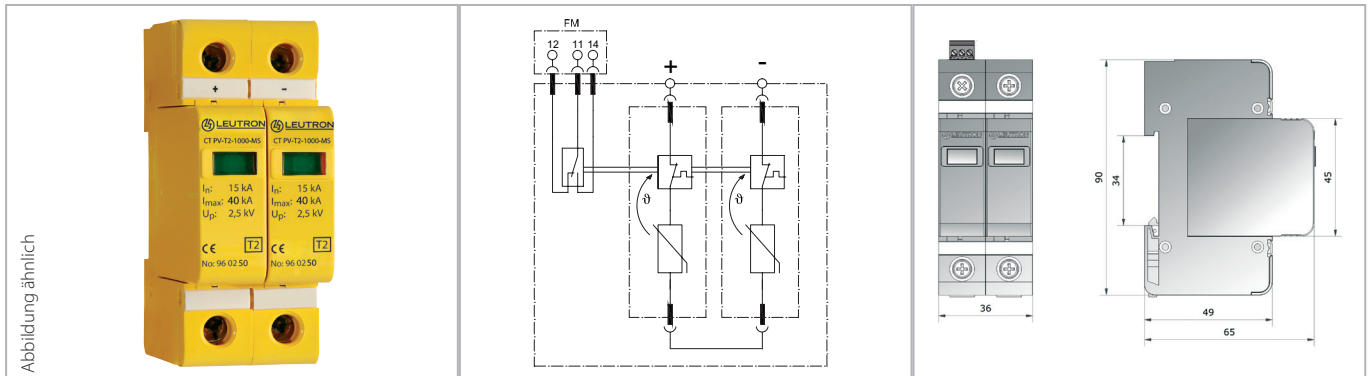 Abbildung ähnlich
+ -
LEUTRON LEUTRON
CT PV-T2-1000-MS CT PV-T2-1000-MS
In: 15 kA In: 15 kA
Imax: 40 kA Imax: 40 kA
Up: 2,5 kV Up: 2,5 kV
CE T2 CE T2
No: 96 02 50 No: 96 02 50
FM
12 11 14
+ -
ϑ ϑ
90
34
45
36
49
65